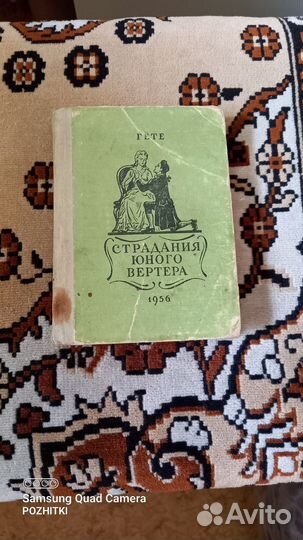 ГЕТЕ
СТРАДАНИЯ
ЮНОГО
ВЕРТЕРА
1956
Samsung Quad Camera
POZHITKI
Avito